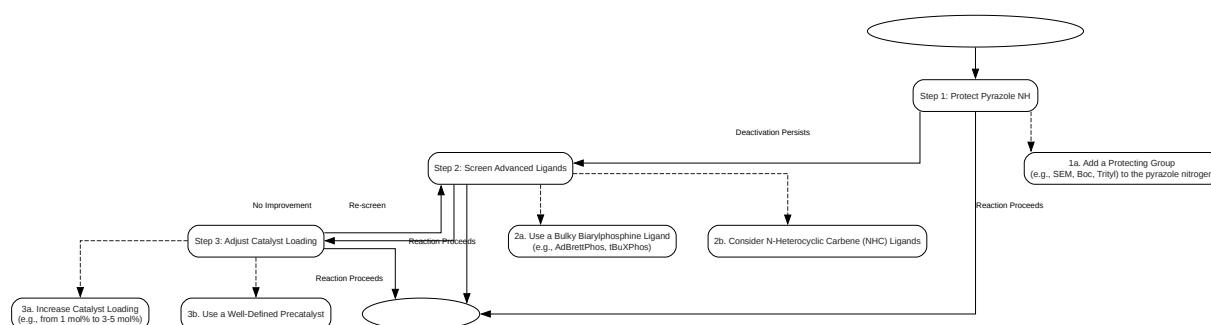 Step 1: Protect Pyrazole NH
Deactivation Persists
Step 2: Screen Advanced Ligands
1a. Add a Protecting Group
(e.g., SEM, Boc, Trityl) to the pyrazole nitrogen
No Improvement
Re-screen
Reaction Proceeds
Step 3: Adjust Catalyst Loading
Reaction Proceeds
2a. Use a Bulky Biarylphosphine Ligand
(e.g., AdBrettPhos, tBuXPhos)
2b. Consider N-Heterocyclic Carbene (NHC) Ligands
Reaction Proceeds
3a. Increase Catalyst Loading
(e.g., from 1 mol% to 3-5 mol%)
3b. Use a Well-Defined Precatalyst